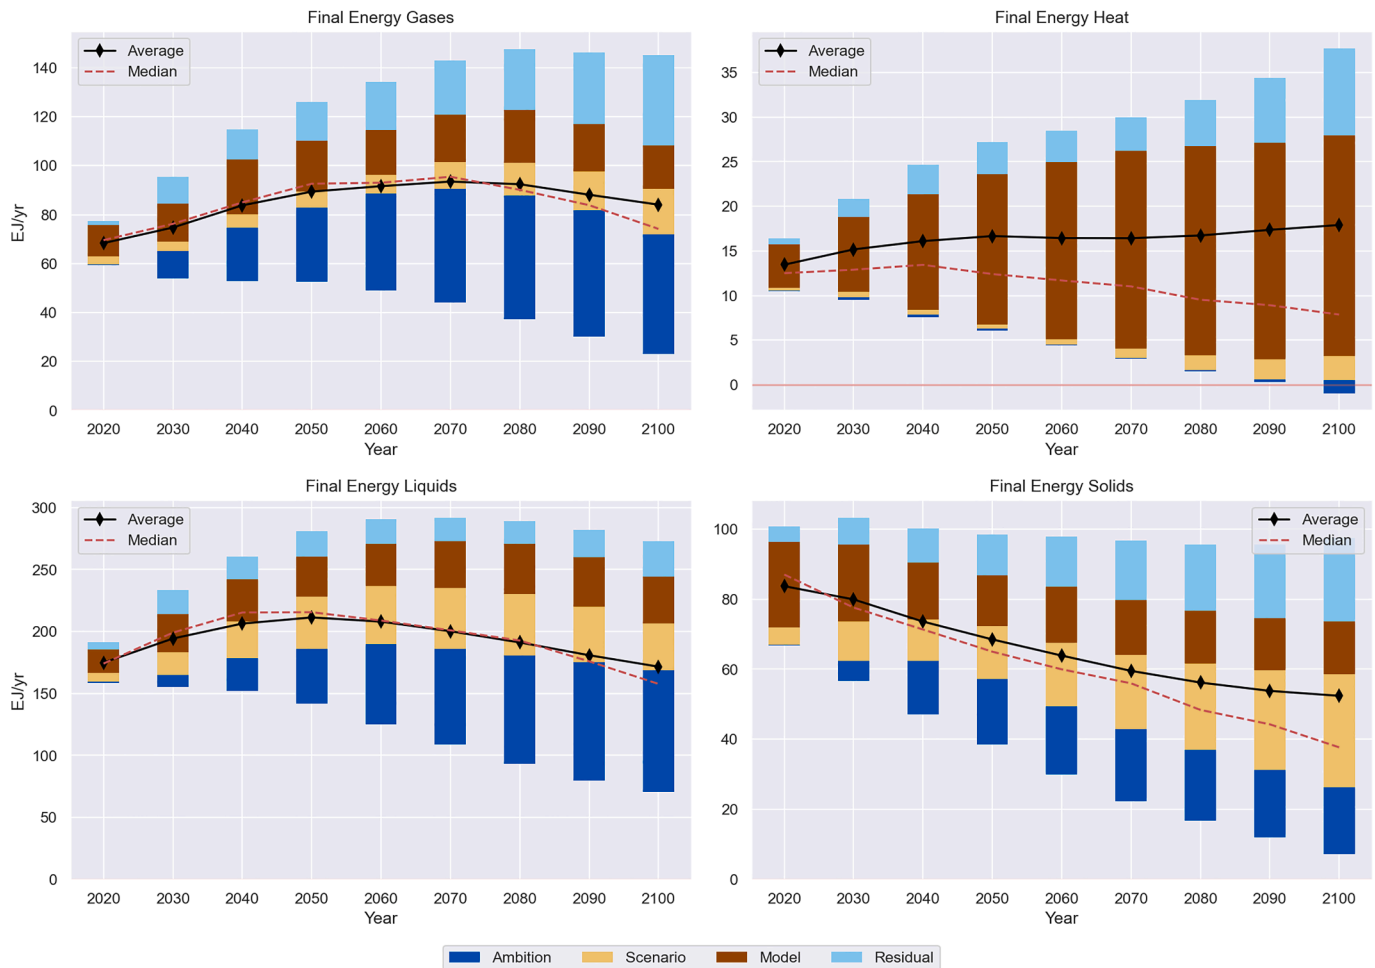 Final Energy Gases
Average
Median
140
120
100
80
60
40
20
0
EJ/yr
2020 2030 2040 2050 2060 2070 2080 2090 2100
Year
Final Energy Heat
Average
Median
35
30
25
20
15
10
5
0
2020 2030 2040 2050 2060 2070 2080 2090 2100
Year
Final Energy Liquids
Average
Median
300
250
200
150
100
50
0
EJ/yr
2020 2030 2040 2050 2060 2070 2080 2090 2100
Year
Final Energy Solids
Average
Median
100
80
60
40
20
0
2020 2030 2040 2050 2060 2070 2080 2090 2100
Year
Ambition Scenario Model Residual